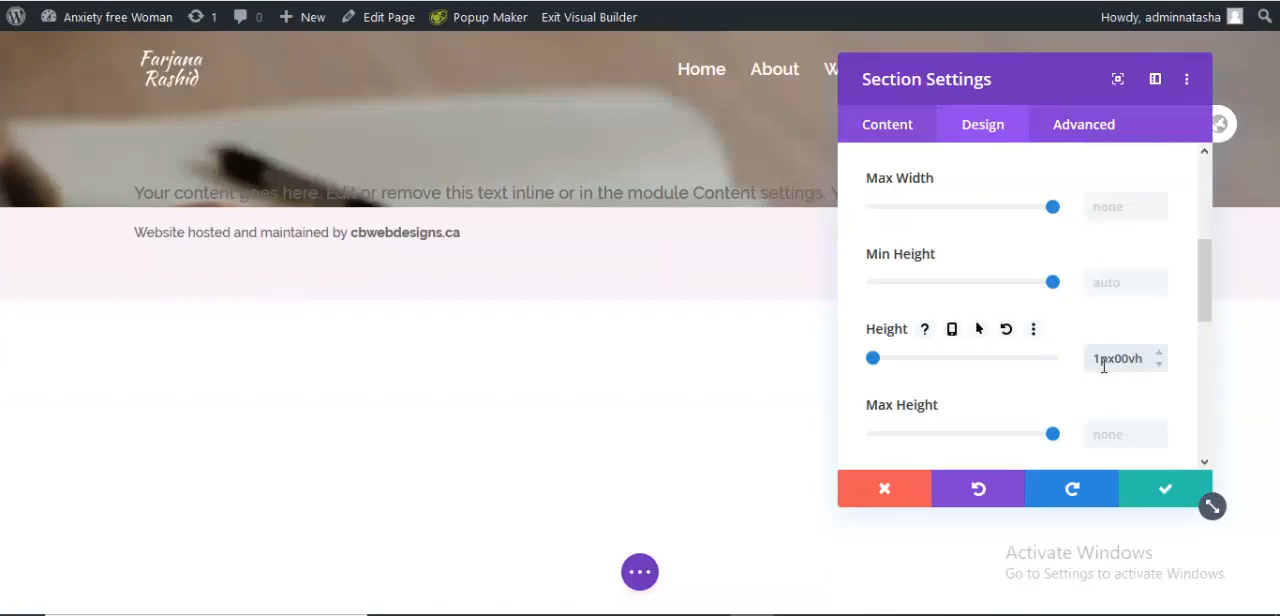 Anxiety free Woman 1 0 New Edit Page Popup Maker Exit Visual Builder Howdy, adminnatasha
Farjana
Rashid
Home About W
Your content goes here. Edit or remove this text inline or in the module Content settings. Y
Website hosted and maintained by cbwebdesigns.ca
Section Settings
Content Design Advanced
Max Width
none
Min Height
auto
Height ?
1px00vh
Max Height
none
Activate Windows
Go to Settings to activate Windows.